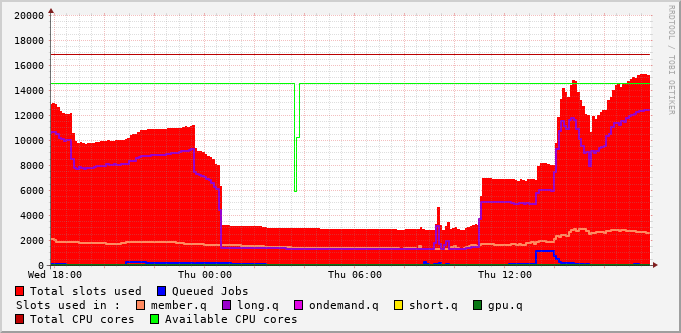 RRDTOOL / TOBI OETIKER
20000
18000
16000
14000
12000
10000
8000
6000
4000
2000
0
Wed 18:00 Thu 00:00 Thu 06:00 Thu 12:00
Total slots used Queued Jobs
Slots used in : member.q long.q ondemand.q short.q gpu.q
Total CPU cores Available CPU cores